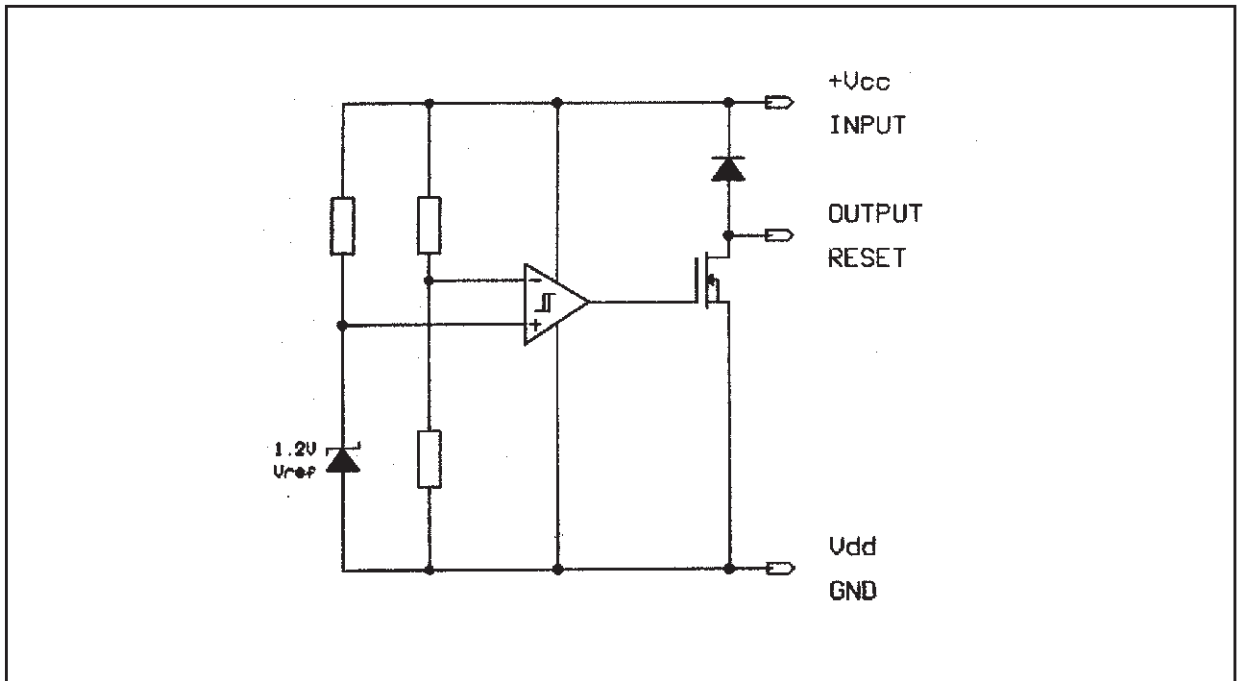 +Vcc
INPUT
OUTPUT
RESET
-
+
1.2V
Vref
Vdd
GND